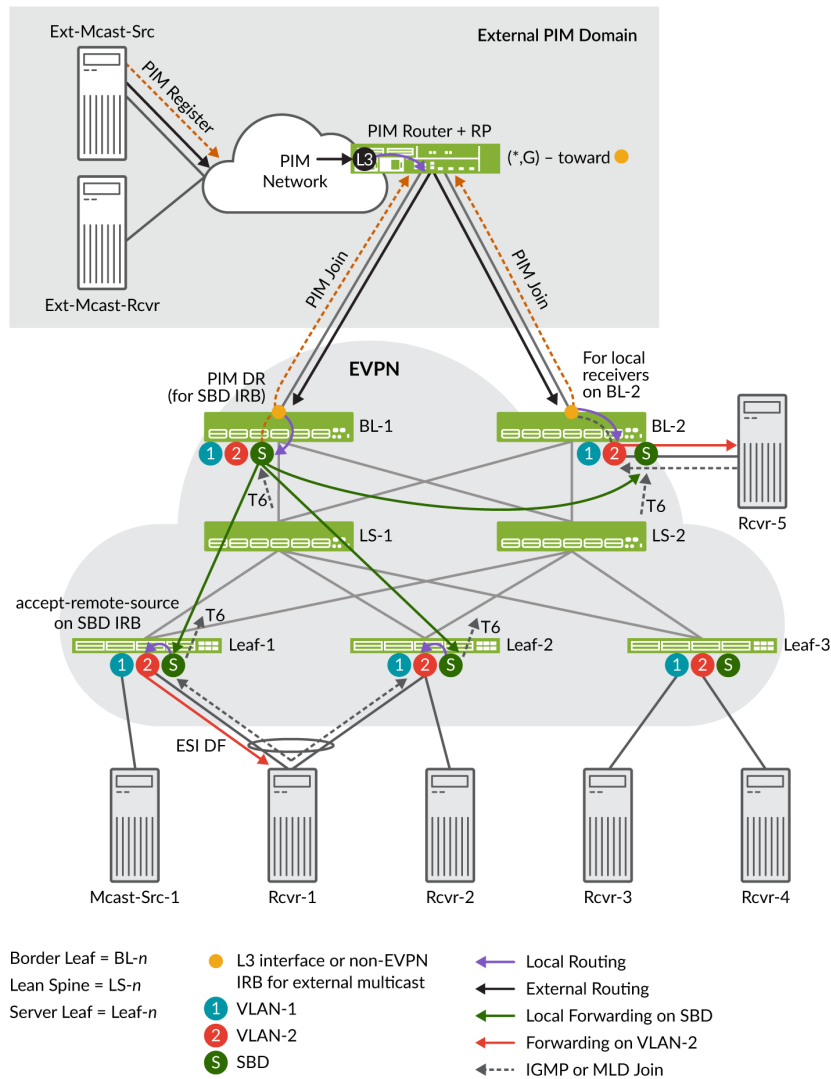 Ext-Mcast-Src
External PIM Domain
PIM Register
PIM Router + RP
PIM
Network
L3
(*,G) – toward
Ext-Mcast-Rcvr
PIM Join
PIM Join
EVPN
PIM DR
(for SBD IRB)
For local
receivers
on BL-2
BL-1
BL-2
1 2 S
1 2 S
T6
T6
Rcvr-5
LS-1
LS-2
accept-remote-source
on SBD IRB
T6
T6
Leaf-1
Leaf-2
Leaf-3
1 2 S
1 2 S
1 2 S
ESI DF
Mcast-Src-1
Rcvr-1
Rcvr-2
Rcvr-3
Rcvr-4
Border Leaf = BL-n
Lean Spine = LS-n
Server Leaf = Leaf-n
L3 interface or non-EVPN
IRB for external multicast
1 VLAN-1
2 VLAN-2
S SBD
Local Routing
External Routing
Local Forwarding on SBD
Forwarding on VLAN-2
IGMP or MLD Join